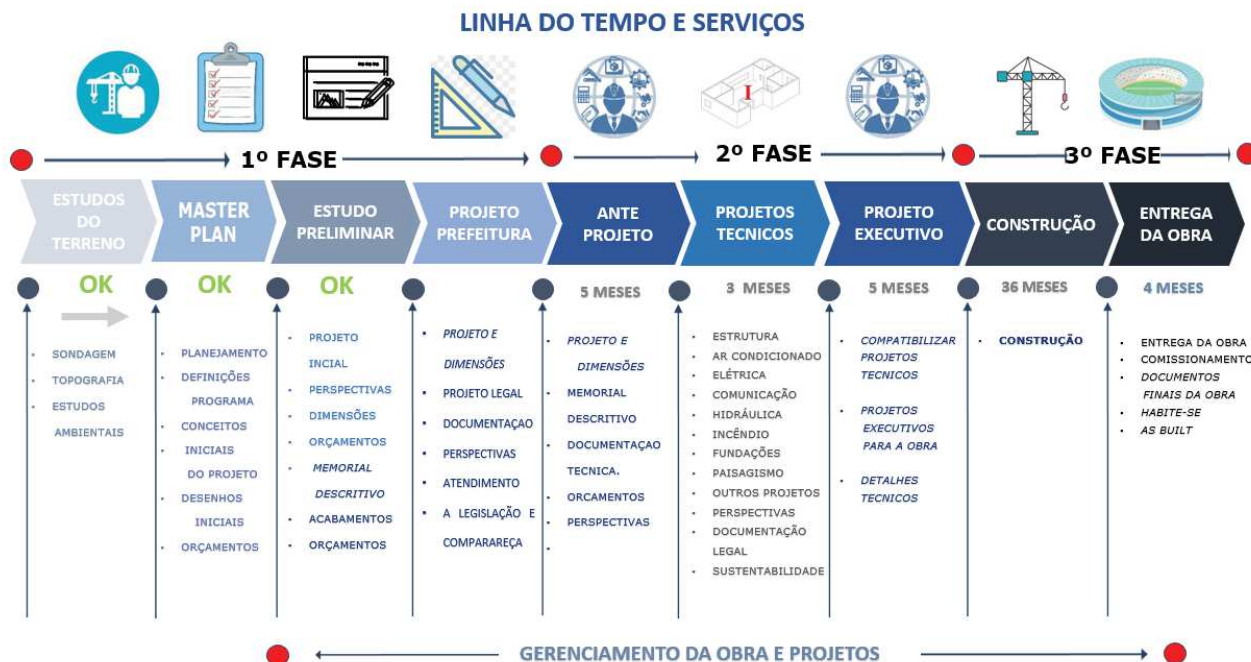 LINHA DO TEMPO E SERVIÇOS
I
1º FASE
2º FASE
3º FASE
ESTUDOS
DO
TERRENO
MASTER
PLAN
ESTUDO
PRELIMINAR
PROJETO
PREFEITURA
ANTE
PROJETO
PROJETOS
TECNICOS
PROJETO
EXECUTIVO
CONSTRUÇÃO
ENTREGA
DA OBRA
OK
OK
OK
5 MESES
3 MESES
5 MESES
36 MESES
4 MESES
• SONDAGEM
• TOPOGRAFIA
• ESTUDOS
AMBIENTAIS
• PLANEJAMENTO
• DEFINIÇÕES
PROGRAMA
• CONCEITOS
• INICIAIS
DO PROJETO
• DESENHOS
INICIAIS
• ORÇAMENTOS
• PROJETO
INCIAL
• PERSPECTIVAS
• DIMENSÕES
• ORÇAMENTOS
• MEMORIAL
DESCRITIVO
• ACABAMENTOS
• ORÇAMENTOS
• PROJETO E
DIMENSÕES
• PROJETO LEGAL
• DOCUMENTAÇAO
• PERSPECTIVAS
• ATENDIMENTO
• A LEGISLAÇÃO E
COMPARAREÇA
• PROJETO E
DIMENSÕES
• MEMORIAL
DESCRITIVO
• DOCUMENTAÇAO
TECNICA.
• ORCAMENTOS
• PERSPECTIVAS
•
• ESTRUTURA
• AR CONDICIONADO
• ELÉTRICA
• COMUNICAÇÃO
• HIDRÁULICA
• INCÊNDIO
• FUNDAÇÕES
• PAISAGISMO
• OUTROS PROJETOS
• PERSPECTIVAS
• DOCUMENTAÇÃO
LEGAL
• SUSTENTABILIDADE
• COMPATIBILIZAR
PROJETOS
TECNICOS
• PROJETOS
EXECUTIVOS
PARA A OBRA
• DETALHES
TECNICOS
• CONSTRUÇÃO
• ENTREGA DA OBRA
• COMISSIONAMENTO
• DOCUMENTOS
FINAIS DA OBRA
• HABITE-SE
• AS BUILT
GERENCIAMENTO DA OBRA E PROJETOS